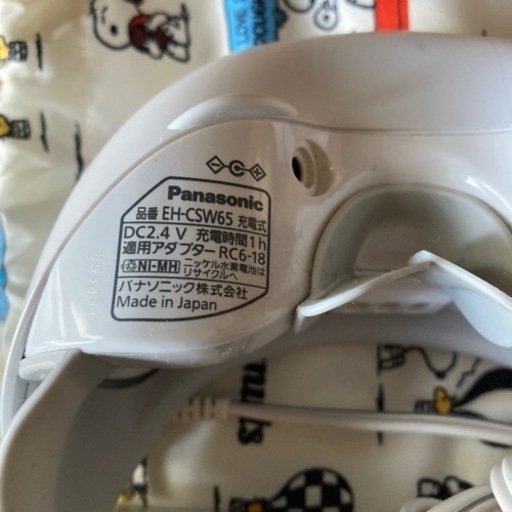 Panasonic
品番 EH-CSW65 充電式
DC2.4 V 充電時間1h
適用アダプター RC6-18
Ni-MH ニッケル水素電池は
リサイクルへ
パナソニック株式会社
Made in Japan